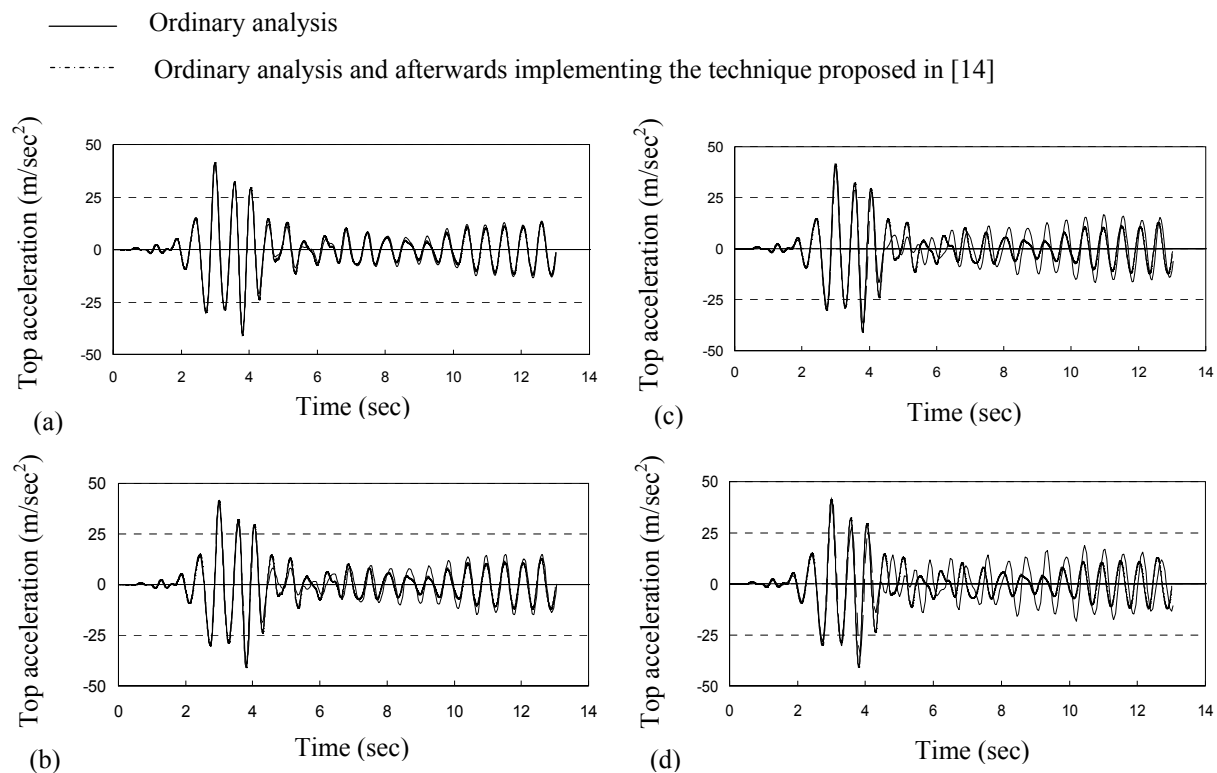 Ordinary analysis
Ordinary analysis and afterwards implementing the technique proposed in [14]
Top acceleration (m/sec²)
50
25
0
-25
-50
0 2 4 6 8 10 12 14
Time (sec)
(a)
Top acceleration (m/sec²)
50
25
0
-25
-50
0 2 4 6 8 10 12 14
Time (sec)
(c)
Top acceleration (m/sec²)
50
25
0
-25
-50
0 2 4 6 8 10 12 14
Time (sec)
(b)
Top acceleration (m/sec²)
50
25
0
-25
-50
0 2 4 6 8 10 12 14
Time (sec)
(d)